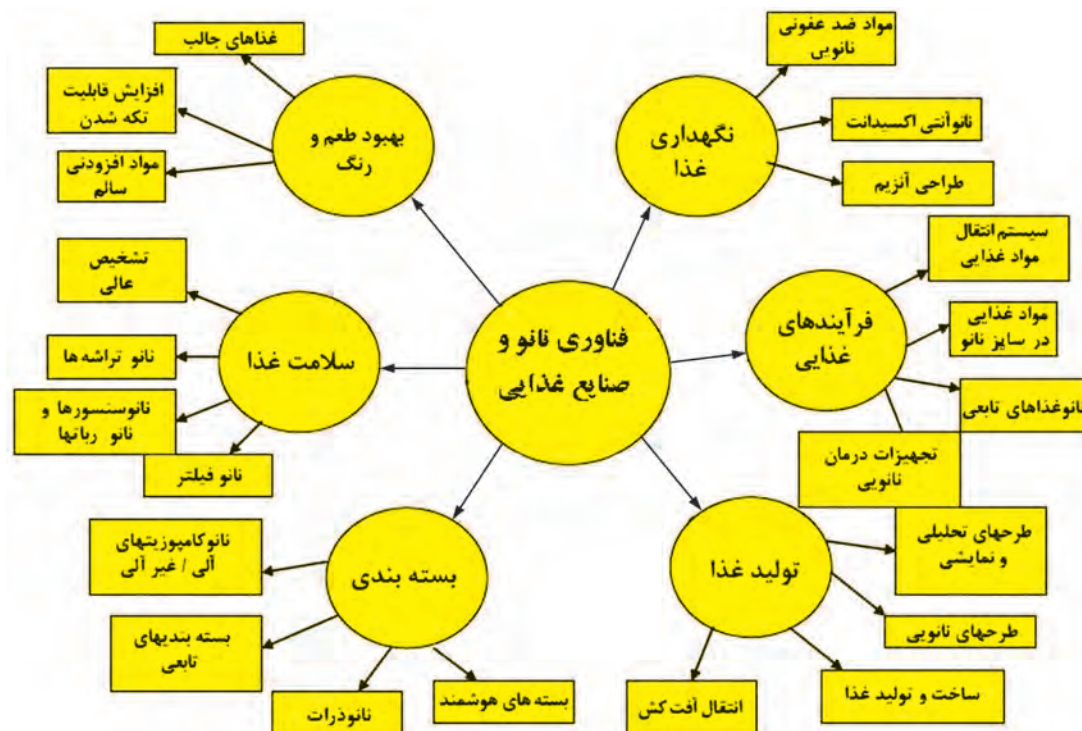 فناوری نانو و
صنایع غذایی
نگهداری
غذا
مواد ضد عفونی
نانویی
نانوآنتی اکسیدانت
طراحی آنزیم
فرآیندهای
غذایی
سیستم انتقال
مواد غذایی
مواد غذایی
در سایز نانو
نانوغذاهای تابعی
تجهیزات درمان
نانویی
تولید غذا
طرحهای تحلیلی
و نمایشی
طرحهای نانویی
ساخت و تولید غذا
انتقال آفت کش
بسته بندی
بسته های هوشمند
نانوذرات
بسته بندیهای
تابعی
نانوکامپوزیتهای
آلی / غیر آلی
سلامت غذا
تشخیص
عالی
نانو تراشه ها
نانوسنسورها و
نانو رباتها
نانو فیلتر
بهبود طعم و
رنگ
غذاهای جالب
افزایش قابلیت
تکه شدن
مواد افزودنی
سالم